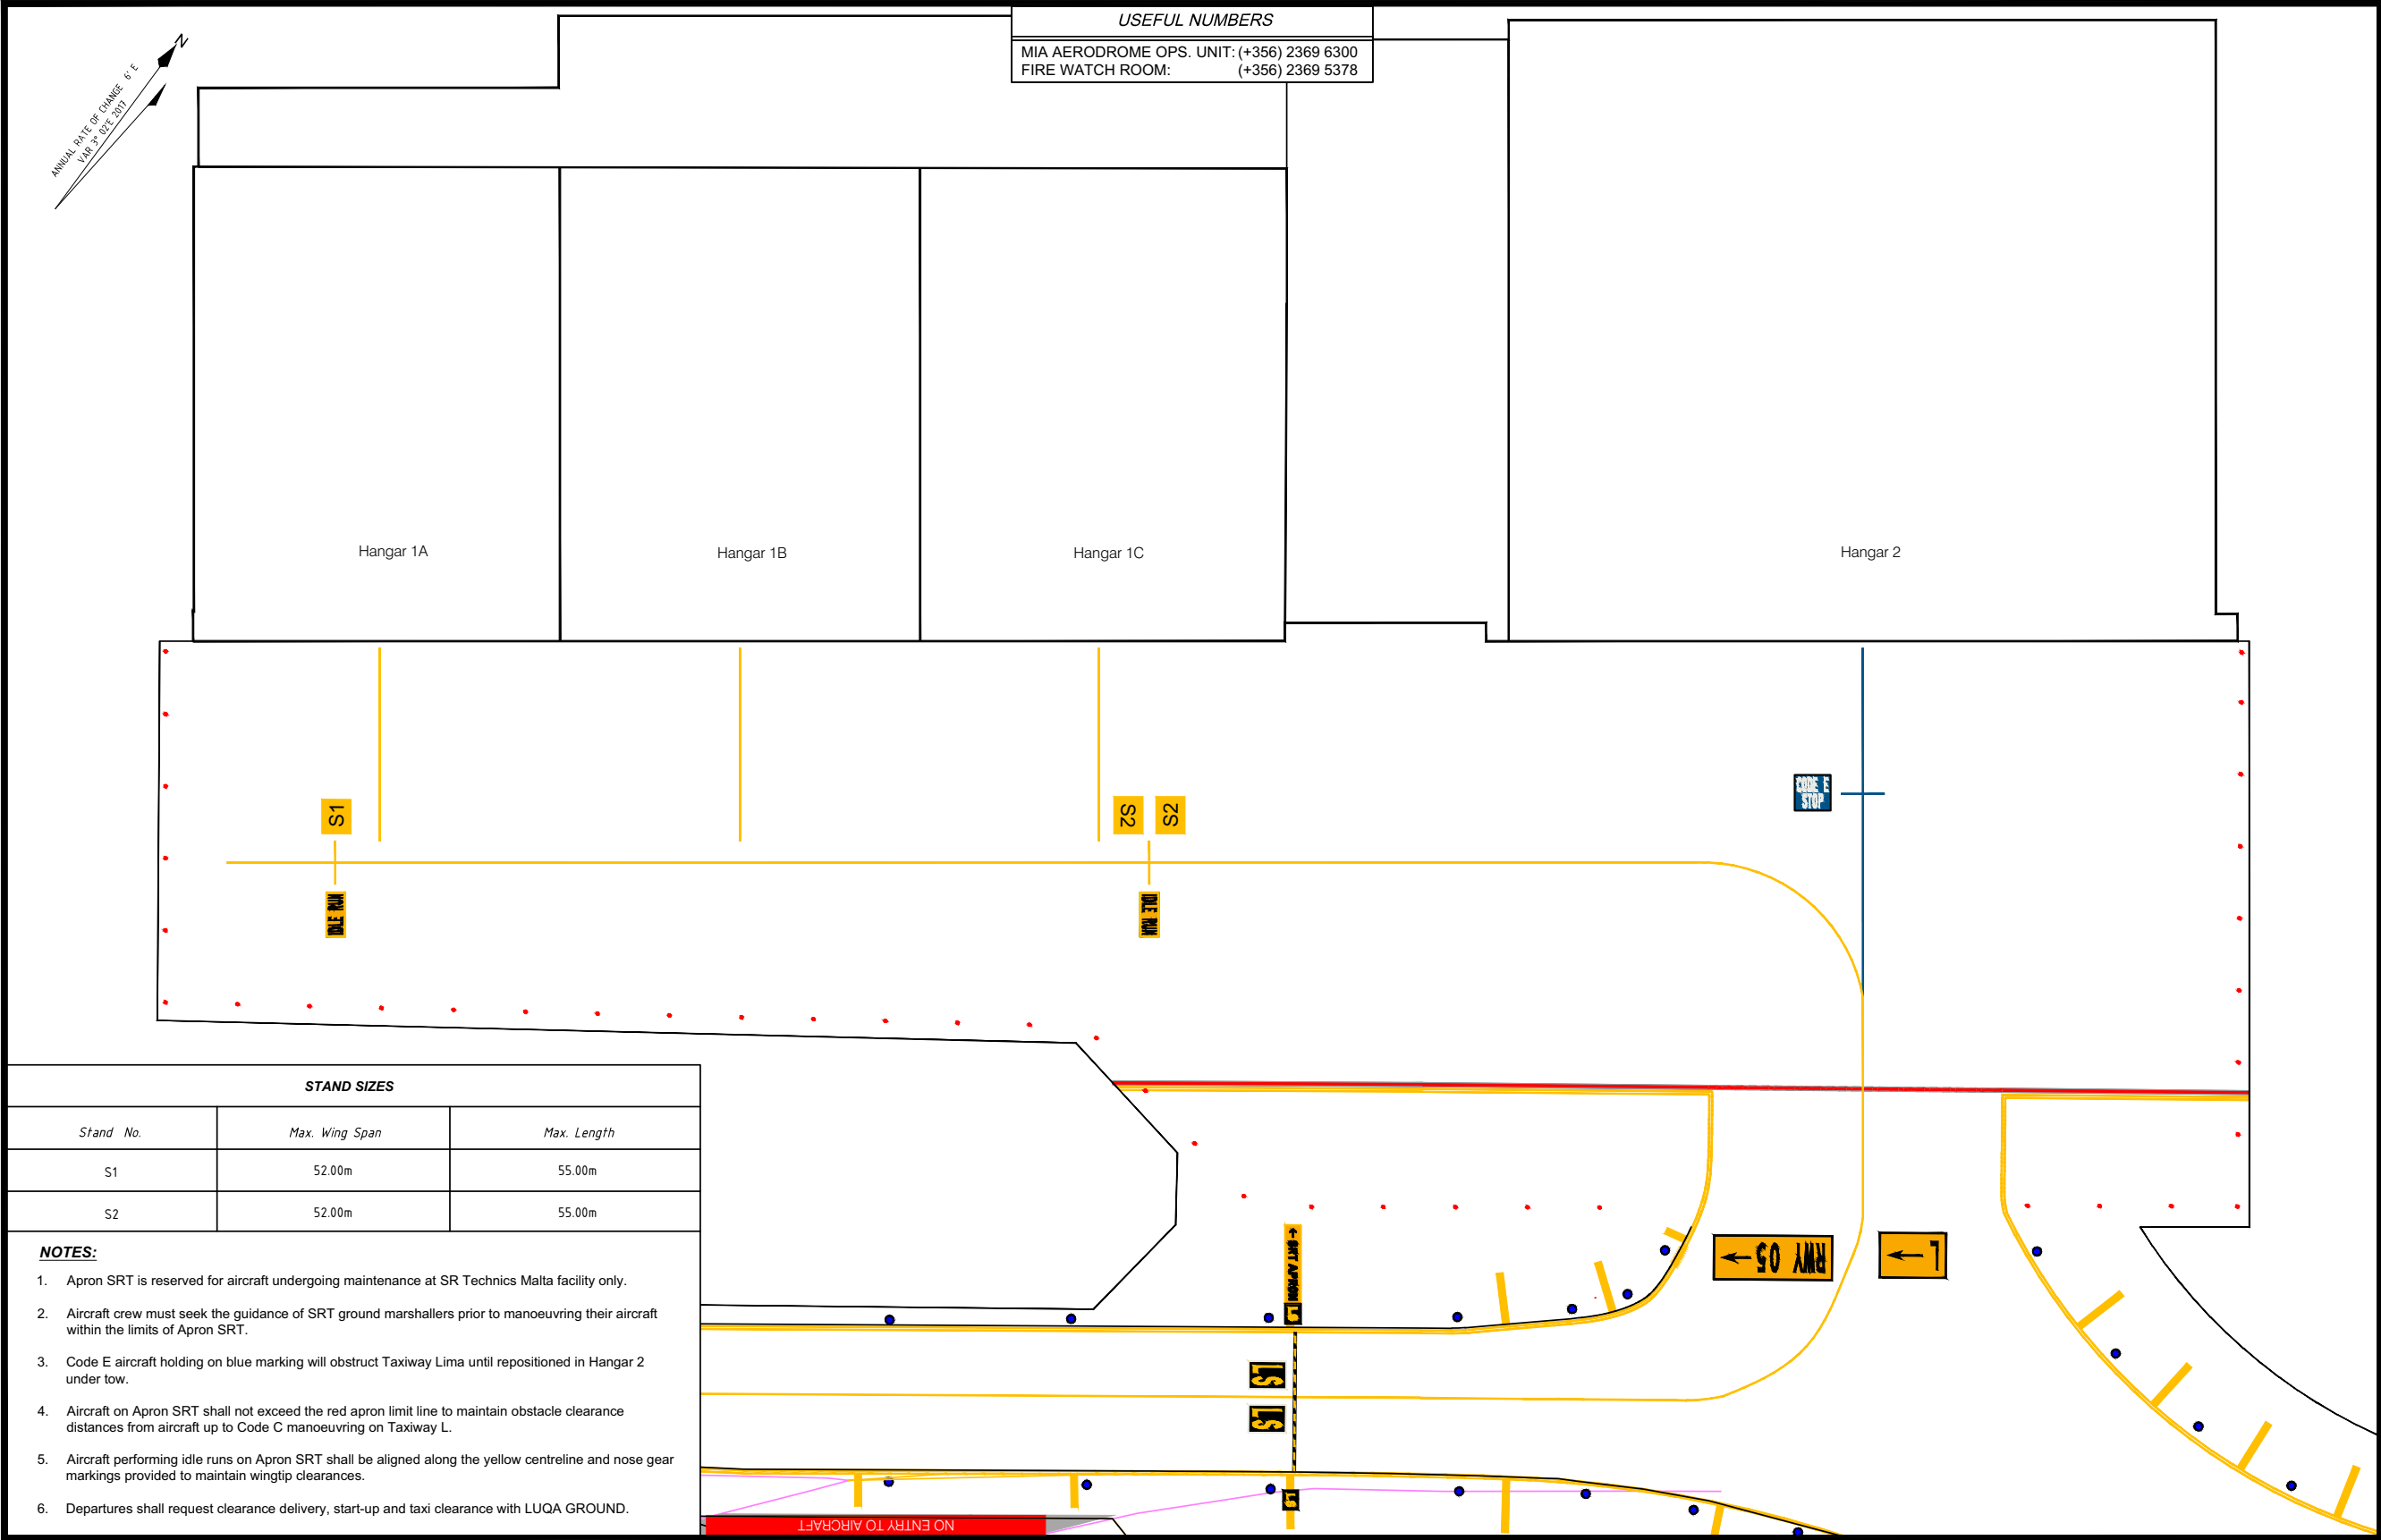 USEFUL NUMBERS
MIA AERODROME OPS. UNIT: (+356) 2369 6300
FIRE WATCH ROOM: (+356) 2369 5378
N
ANNUAL RATE OF CHANGE 6' E
VAR 3° 02'E 2017
Hangar 1A
Hangar 1B
Hangar 1C
Hangar 2
S1
S2
S2
CODE E
STOP
IDLE RUN
IDLE RUN
STAND SIZES
Stand No. Max. Wing Span Max. Length
S1 52.00m 55.00m
S2 52.00m 55.00m
← SRT APRON
LS
RWY 05 →
L →
LS
LS
LS
NO ENTRY TO AIRCRAFT
NOTES:
1. Apron SRT is reserved for aircraft undergoing maintenance at SR Technics Malta facility only.
2. Aircraft crew must seek the guidance of SRT ground marshallers prior to manoeuvring their aircraft
within the limits of Apron SRT.
3. Code E aircraft holding on blue marking will obstruct Taxiway Lima until repositioned in Hangar 2
under tow.
4. Aircraft on Apron SRT shall not exceed the red apron limit line to maintain obstacle clearance
distances from aircraft up to Code C manoeuvring on Taxiway L.
5. Aircraft performing idle runs on Apron SRT shall be aligned along the yellow centreline and nose gear
markings provided to maintain wingtip clearances.
6. Departures shall request clearance delivery, start-up and taxi clearance with LUQA GROUND.